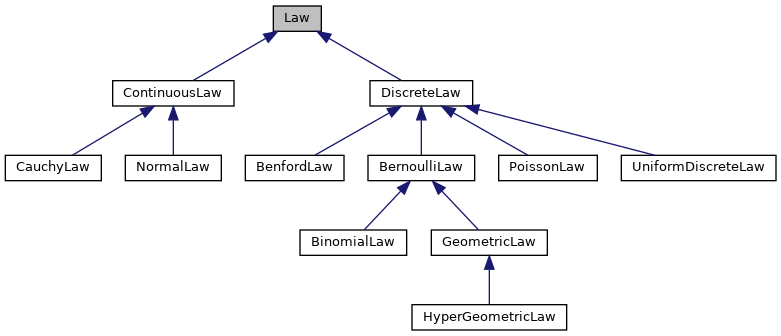 Law
ContinuousLaw
DiscreteLaw
CauchyLaw
NormalLaw
BenfordLaw
BernoulliLaw
PoissonLaw
UniformDiscreteLaw
BinomialLaw
GeometricLaw
HyperGeometricLaw